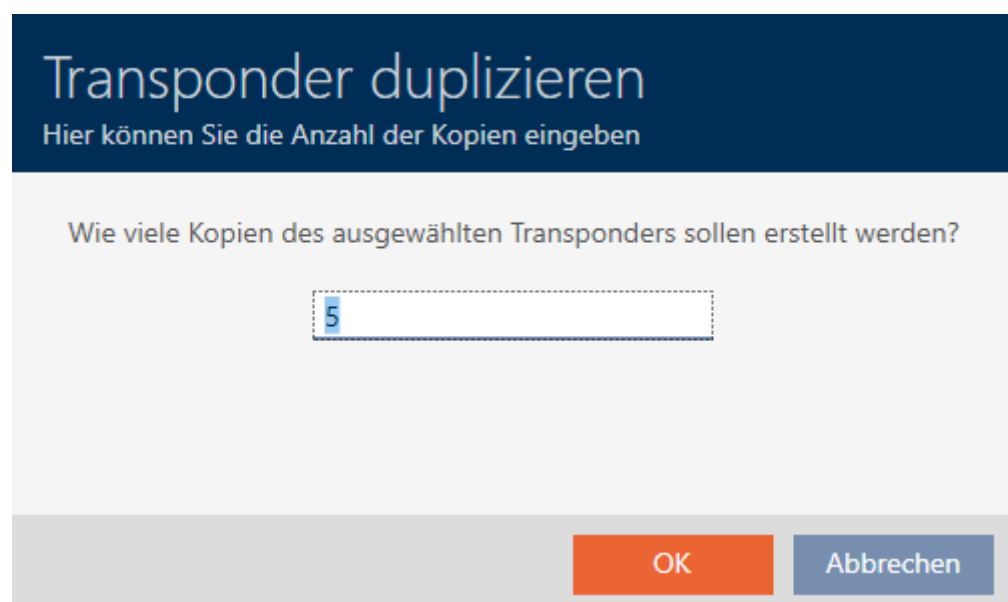 Transponder duplizieren
Hier können Sie die Anzahl der Kopien eingeben
Wie viele Kopien des ausgewählten Transponders sollen erstellt werden?
5
OK
Abbrechen